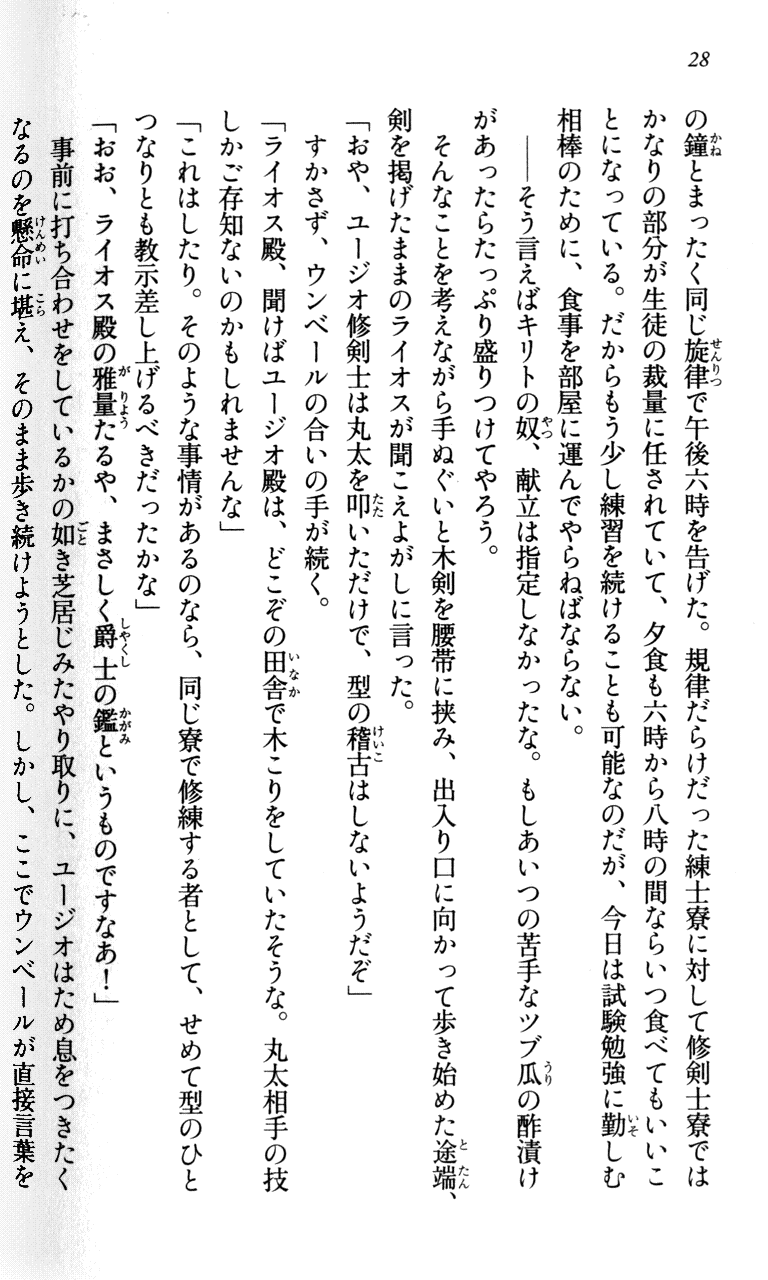 28
の鐘とまったく同じ旋律で午後六時を告げた。規律だらけだった練士寮に対して修剣士寮では
かなりの部分が生徒の裁量に任されていて、夕食も六時から八時の間ならいつ食べてもいいこ
とになっている。だからもう少し練習を続けることも可能なのだが、今日は試験勉強に勤しむ
相棒のために、食事を部屋に運んでやらねばならない。
――そう言えばキリトの奴、献立は指定しなかったな。もしあいつの苦手なツブ瓜の酢漬け
があったらたっぷり盛りつけてやろう。
そんなことを考えながら手ぬぐいと木剣を腰帯に挟み、出入り口に向かって歩き始めた途端、
剣を掲げたままのライオスが聞こえよがしに言った。
「おや、ユージオ修剣士は丸太を叩いただけで、型の稽古はしないようだぞ」
すかさず、ウンベールの合いの手が続く。
「ライオス殿、聞けばユージオ殿は、どこぞの田舎で木こりをしていたそうな。丸太相手の技
しかご存知ないのかもしれませんな」
「これはしたり。そのような事情があるのなら、同じ寮で修練する者として、せめて型のひと
つなりとも教示差し上げるべきだったかな」
「おお、ライオス殿の雅量たるや、まさしく爵士の鑑というものですなあ！」
事前に打ち合わせをしているかの如き芝居じみたやり取りに、ユージオはため息をつきたく
なるのを懸命に堪え、そのまま歩き続けようとした。しかし、ここでウンベールが直接言葉を